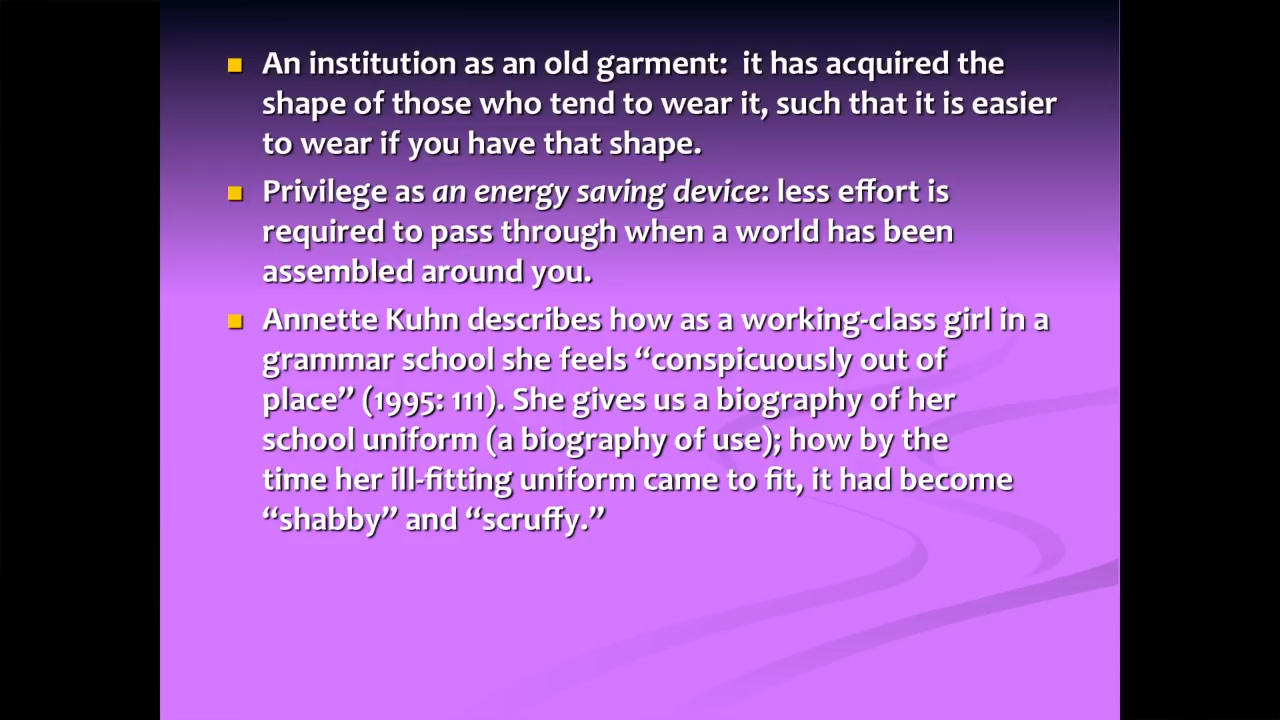 An institution as an old garment:  it has acquired the
shape of those who tend to wear it, such that it is easier
to wear if you have that shape.
Privilege as an energy saving device: less effort is
required to pass through when a world has been
assembled around you.
Annette Kuhn describes how as a working-class girl in a
grammar school she feels “conspicuously out of
place” (1995: 111). She gives us a biography of her
school uniform (a biography of use); how by the
time her ill-fitting uniform came to fit, it had become
“shabby” and “scruffy.”